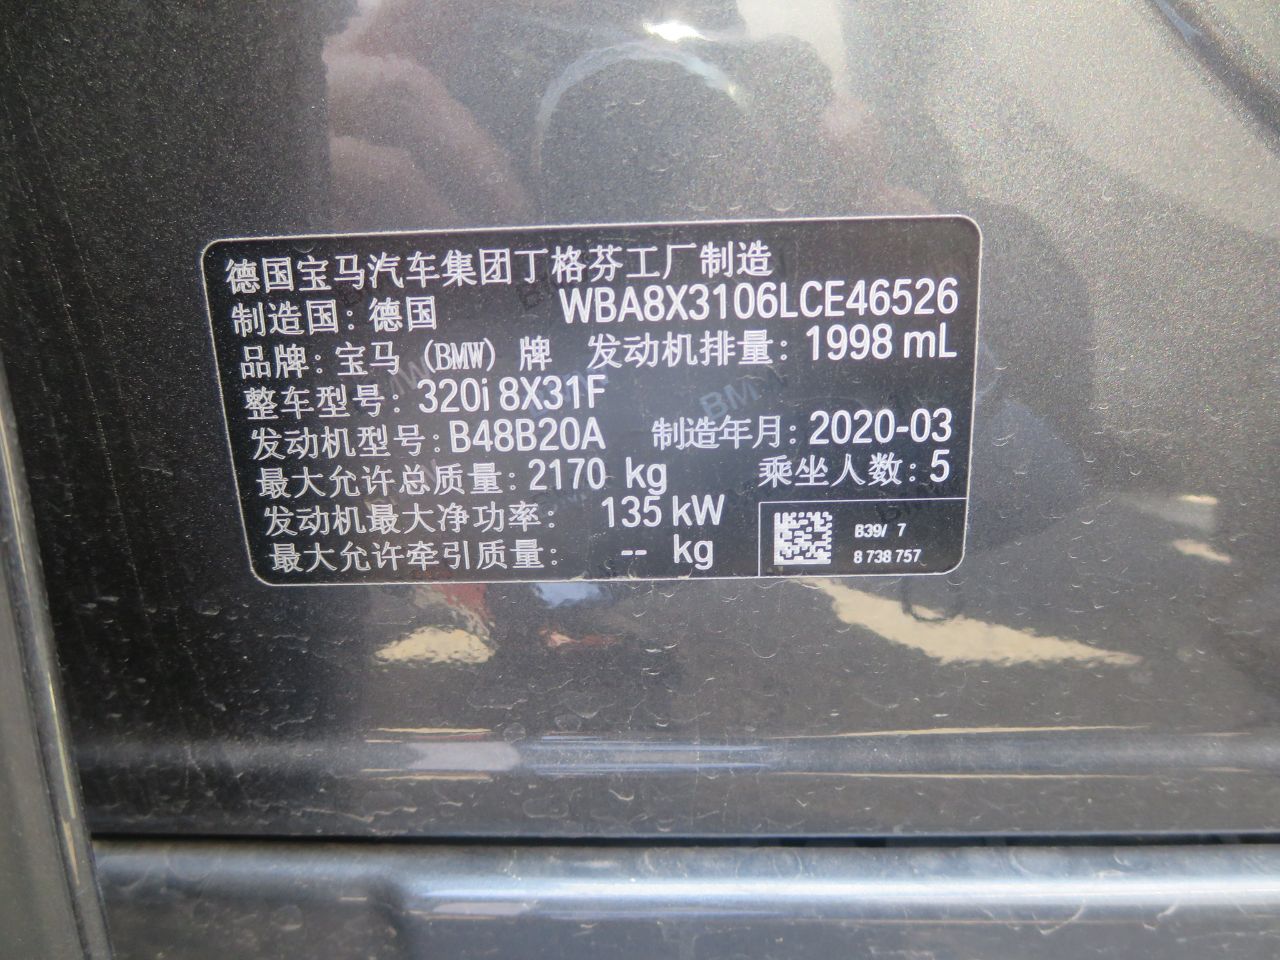 德国宝马汽车集团丁格芬工厂制造
制造国: 德国 WBA8X3106LCE46526
品牌: 宝马 (BMW) 牌 发动机排量: 1998 mL
整车型号: 320i 8X31F
发动机型号: B48B20A 制造年月: 2020-03
最大允许总质量: 2170 kg 乘坐人数: 5
发动机最大净功率: 135 kW
最大允许牵引质量: -- kg
B39/ 7
8 738 757